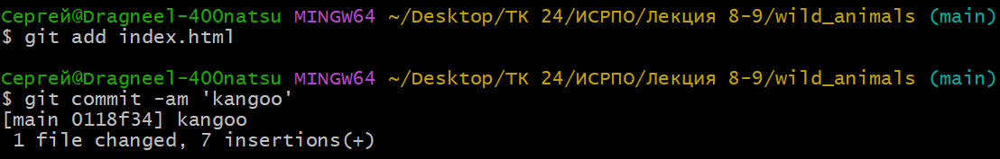 Сергей@Dragneel-400natsu MINGW64 ~/Desktop/ТК 24/ИСРПО/Лекция 8-9/wild_animals (main)
$ git add index.html
Сергей@Dragneel-400natsu MINGW64 ~/Desktop/ТК 24/ИСРПО/Лекция 8-9/wild_animals (main)
$ git commit -am 'kangoo'
[main 0118f34] kangoo
 1 file changed, 7 insertions(+)